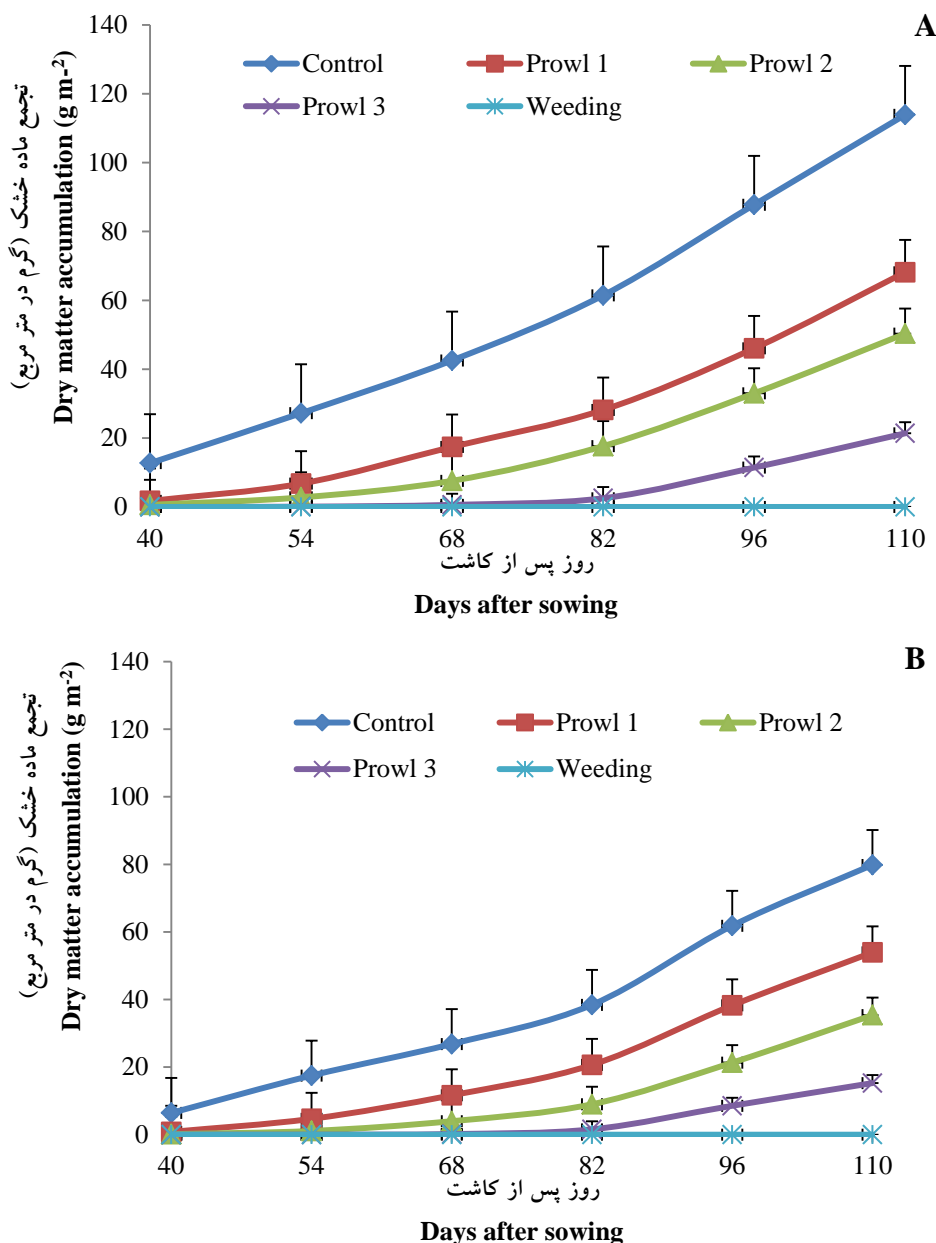 A
140
120
100
80
60
40
20
0
تجمع ماده خشک (گرم در متر مربع)
Dry matter accumulation (g m-²)
Control Prowl 1 Prowl 2
Prowl 3 Weeding
40 54 68 82 96 110
روز پس از کاشت
Days after sowing
B
140
120
100
80
60
40
20
0
تجمع ماده خشک (گرم در متر مربع)
Dry matter accumulation (g m⁻²)
Control Prowl 1 Prowl 2
Prowl 3 Weeding
40 54 68 82 96 110
روز پس از کاشت
Days after sowing